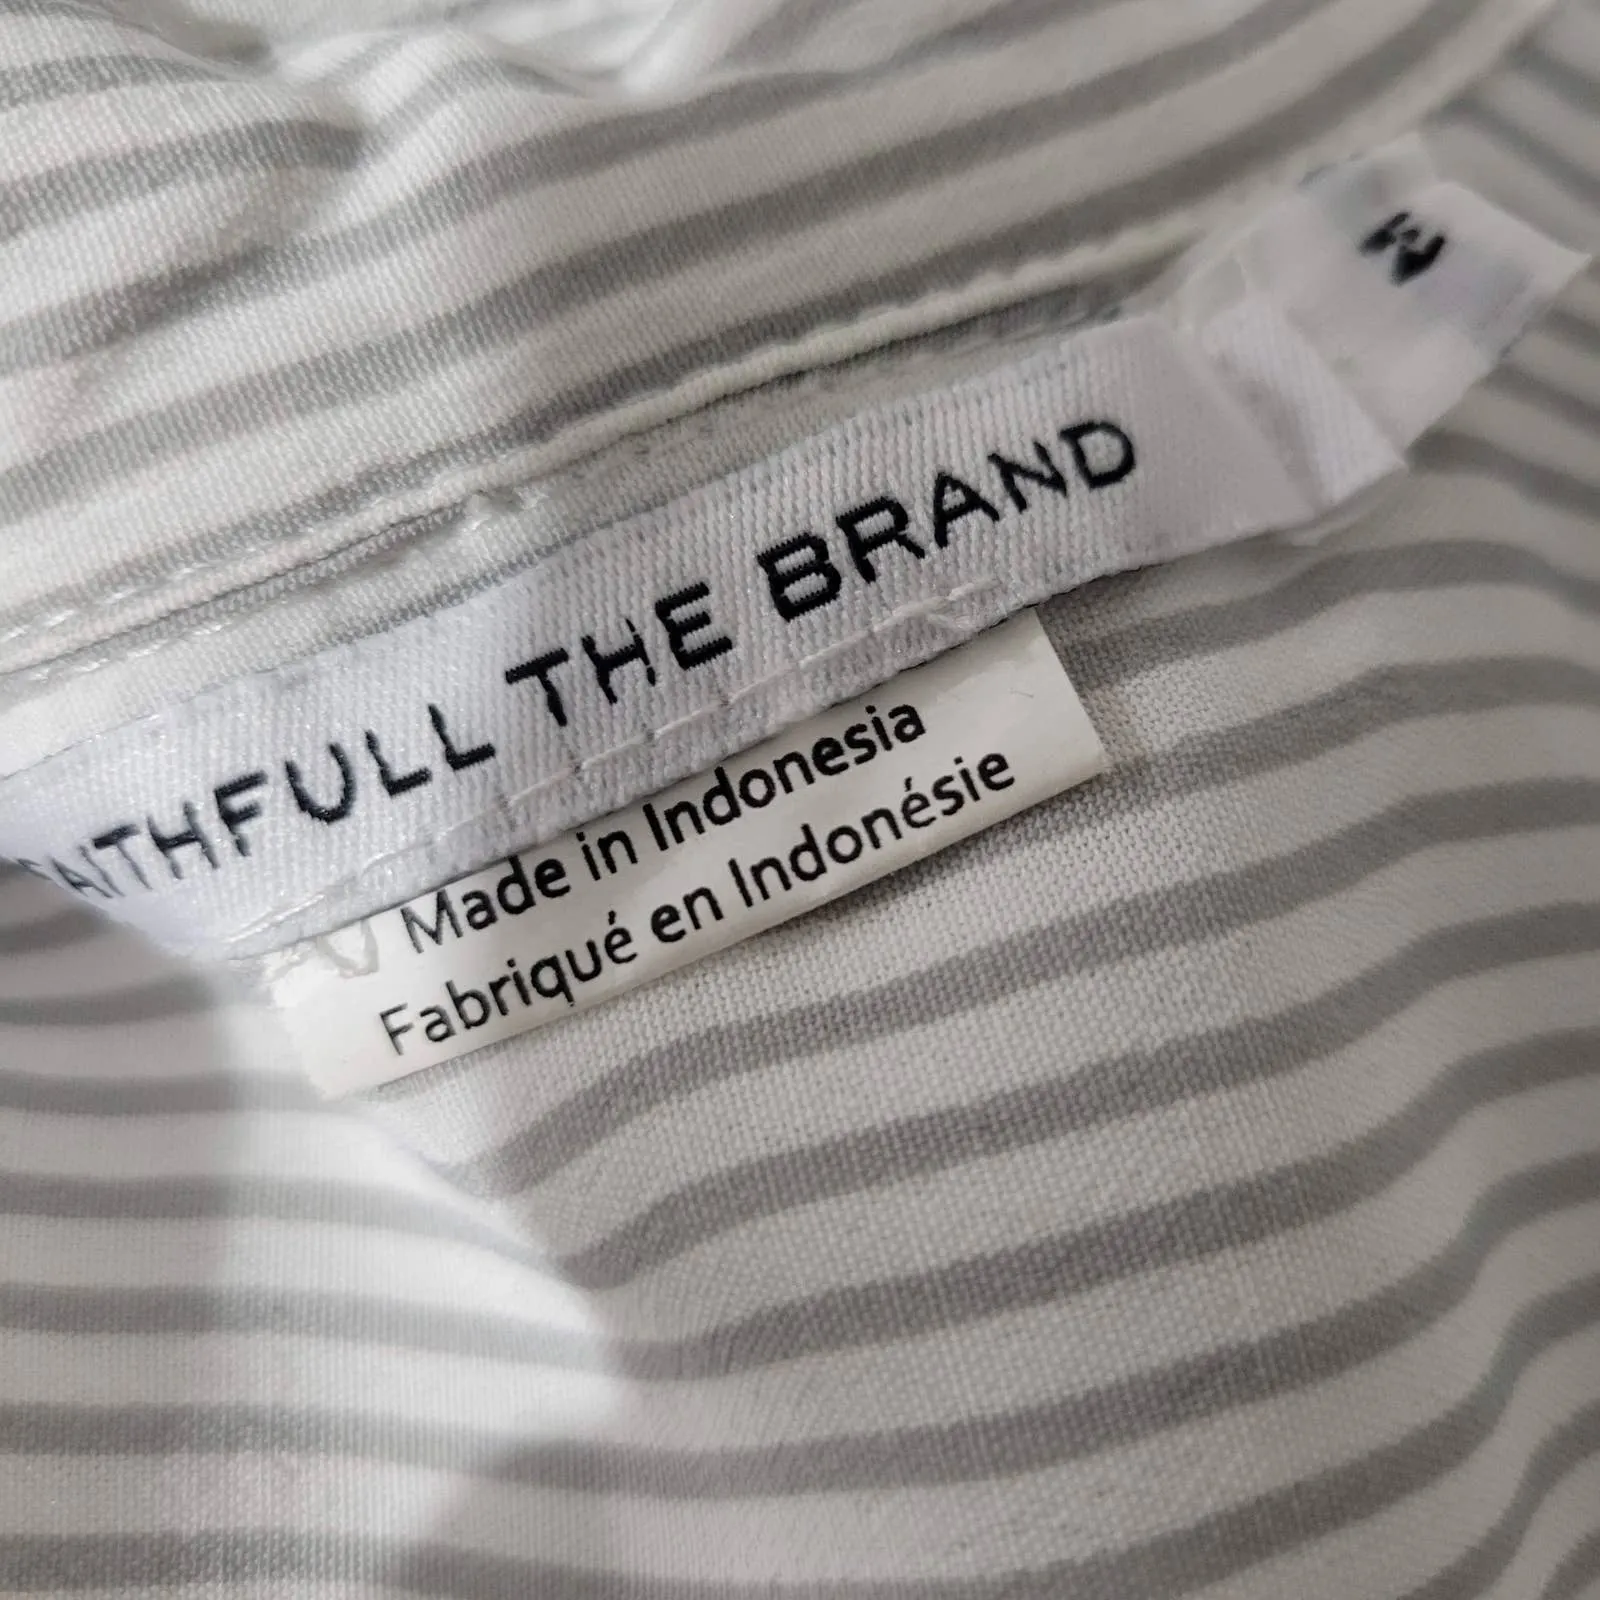 M
FAITHFULL THE BRAND
Made in Indonesia
Fabriqué en Indonésie